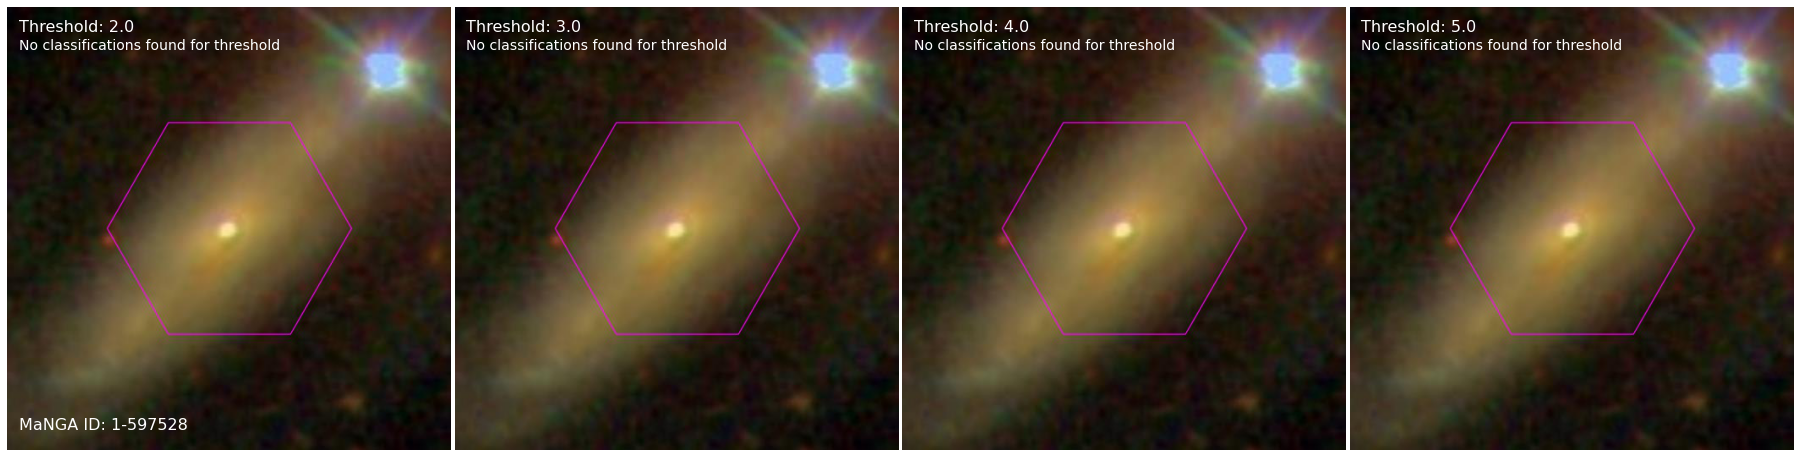 Threshold: 2.0
No classifications found for threshold
MaNGA ID: 1-597528
Threshold: 3.0
No classifications found for threshold
Threshold: 4.0
No classifications found for threshold
Threshold: 5.0
No classifications found for threshold